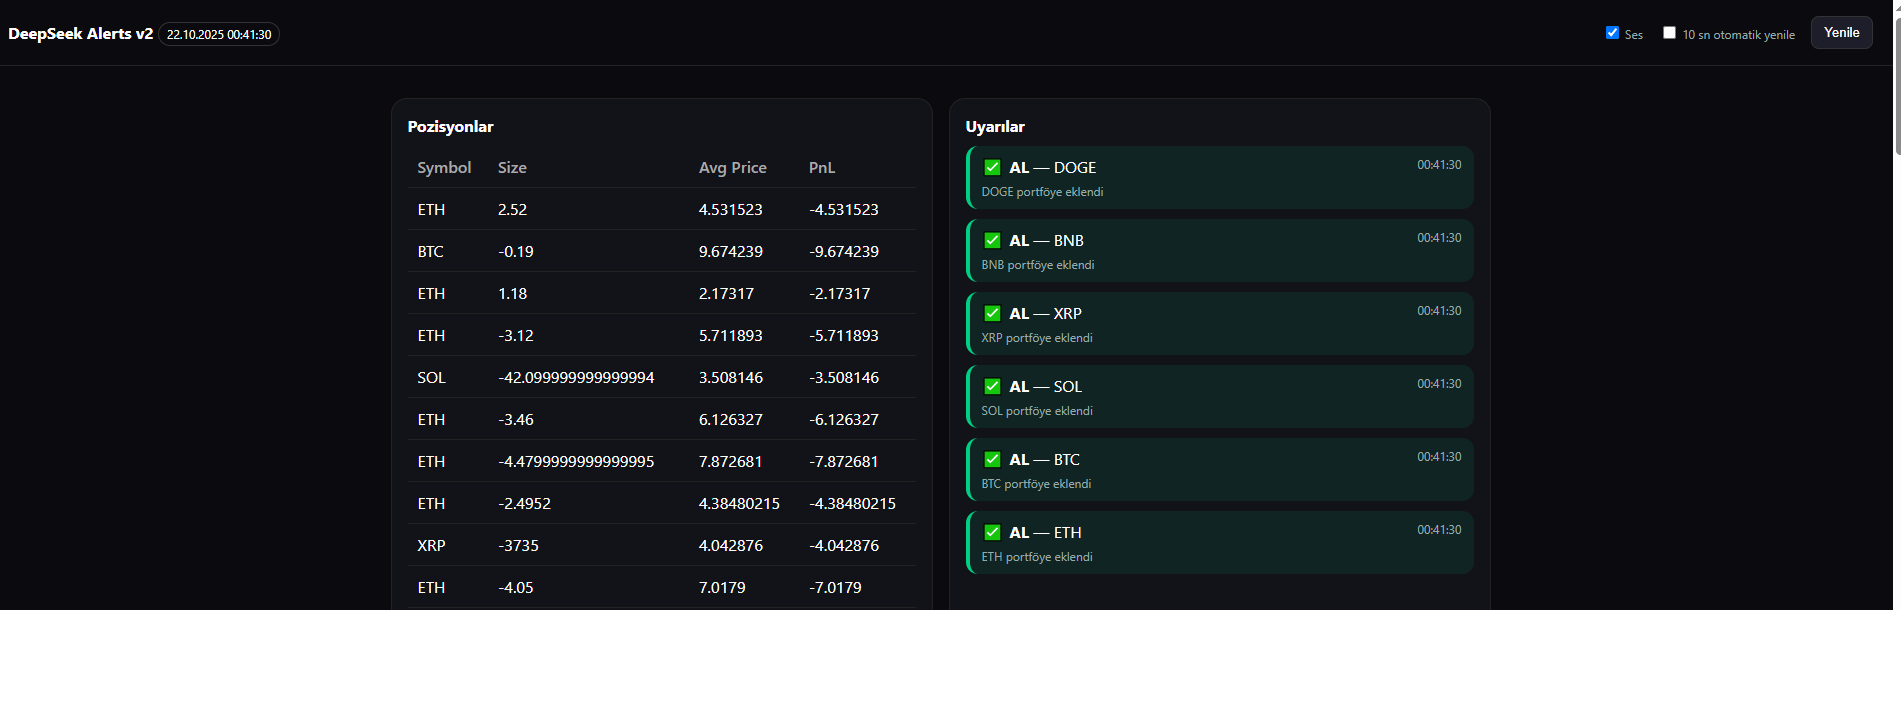 DeepSeek Alerts v2 22.10.2025 00:41:30 Ses 10 sn otomatik yenile Yenile
Pozisyonlar
Symbol Size Avg Price PnL
ETH 2.52 4.531523 -4.531523
BTC -0.19 9.674239 -9.674239
ETH 1.18 2.17317 -2.17317
ETH -3.12 5.711893 -5.711893
SOL -42.099999999999994 3.508146 -3.508146
ETH -3.46 6.126327 -6.126327
ETH -4.4799999999999995 7.872681 -7.872681
ETH -2.4952 4.38480215 -4.38480215
XRP -3735 4.042876 -4.042876
ETH -4.05 7.0179 -7.0179
Uyarılar
AL — DOGE 00:41:30
DOGE portföye eklendi
AL — BNB 00:41:30
BNB portföye eklendi
AL — XRP 00:41:30
XRP portföye eklendi
AL — SOL 00:41:30
SOL portföye eklendi
AL — BTC 00:41:30
BTC portföye eklendi
AL — ETH 00:41:30
ETH portföye eklendi